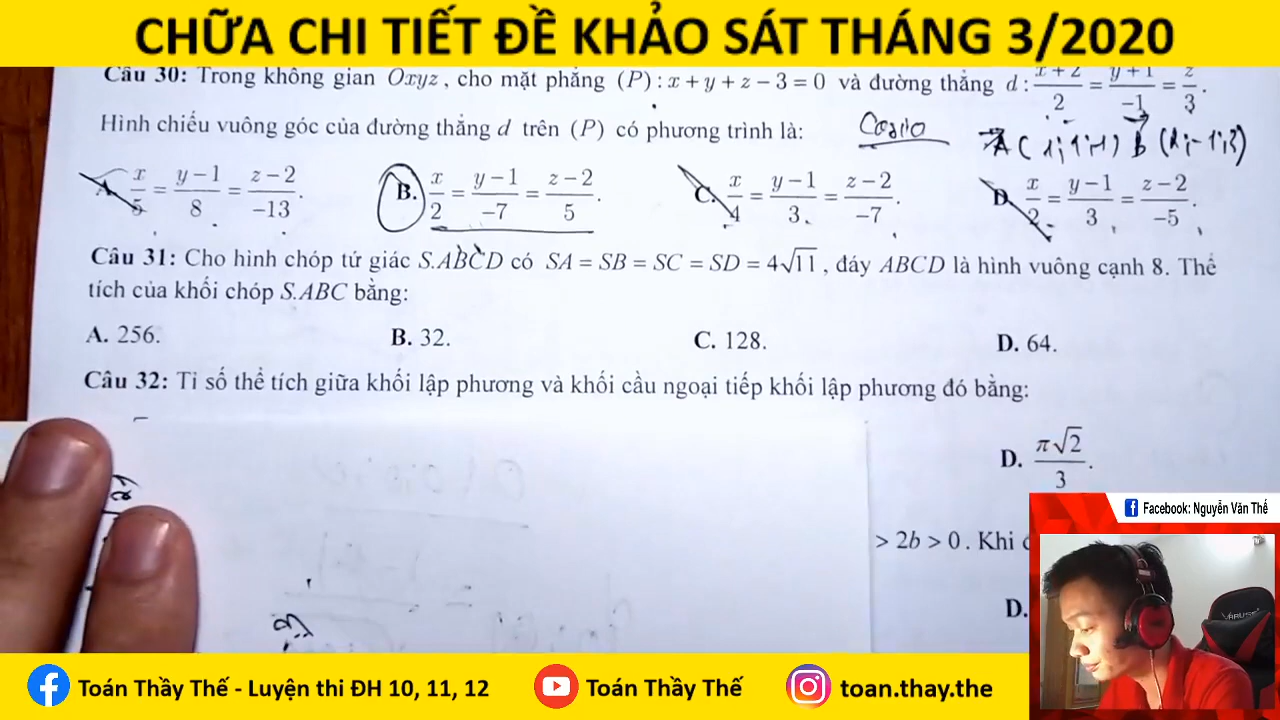 CHỮA CHI TIẾT ĐỀ KHẢO SÁT THÁNG 3/2020
Câu 30: Trong không gian Oxyz, cho mặt phẳng (P): x + y + z − 3 = 0 và đường thẳng d : (x + 2)/2 = (y + 1)/−1 = z/3.
Hình chiếu vuông góc của đường thẳng d trên (P) có phương trình là:
(1; 1; 1) (2; −1; 3)
A. x/5 = (y − 1)/8 = (z − 2)/−13. B. x/2 = (y − 1)/−7 = (z − 2)/5. C. x/4 = (y − 1)/3 = (z − 2)/−7. D. x/2 = (y − 1)/3 = (z − 2)/−5.
Câu 31: Cho hình chóp tứ giác S.ABCD có SA = SB = SC = SD = 4√11, đáy ABCD là hình vuông cạnh 8. Thể
tích của khối chóp S.ABC bằng:
A. 256. B. 32. C. 128. D. 64.
Câu 32: Tỉ số thể tích giữa khối lập phương và khối cầu ngoại tiếp khối lập phương đó bằng:
D. π√2/3.
> 2b > 0. Khi
D.
Facebook: Nguyễn Văn Thế
Toán Thầy Thế - Luyện thi ĐH 10, 11, 12
Toán Thầy Thế
toan.thay.the